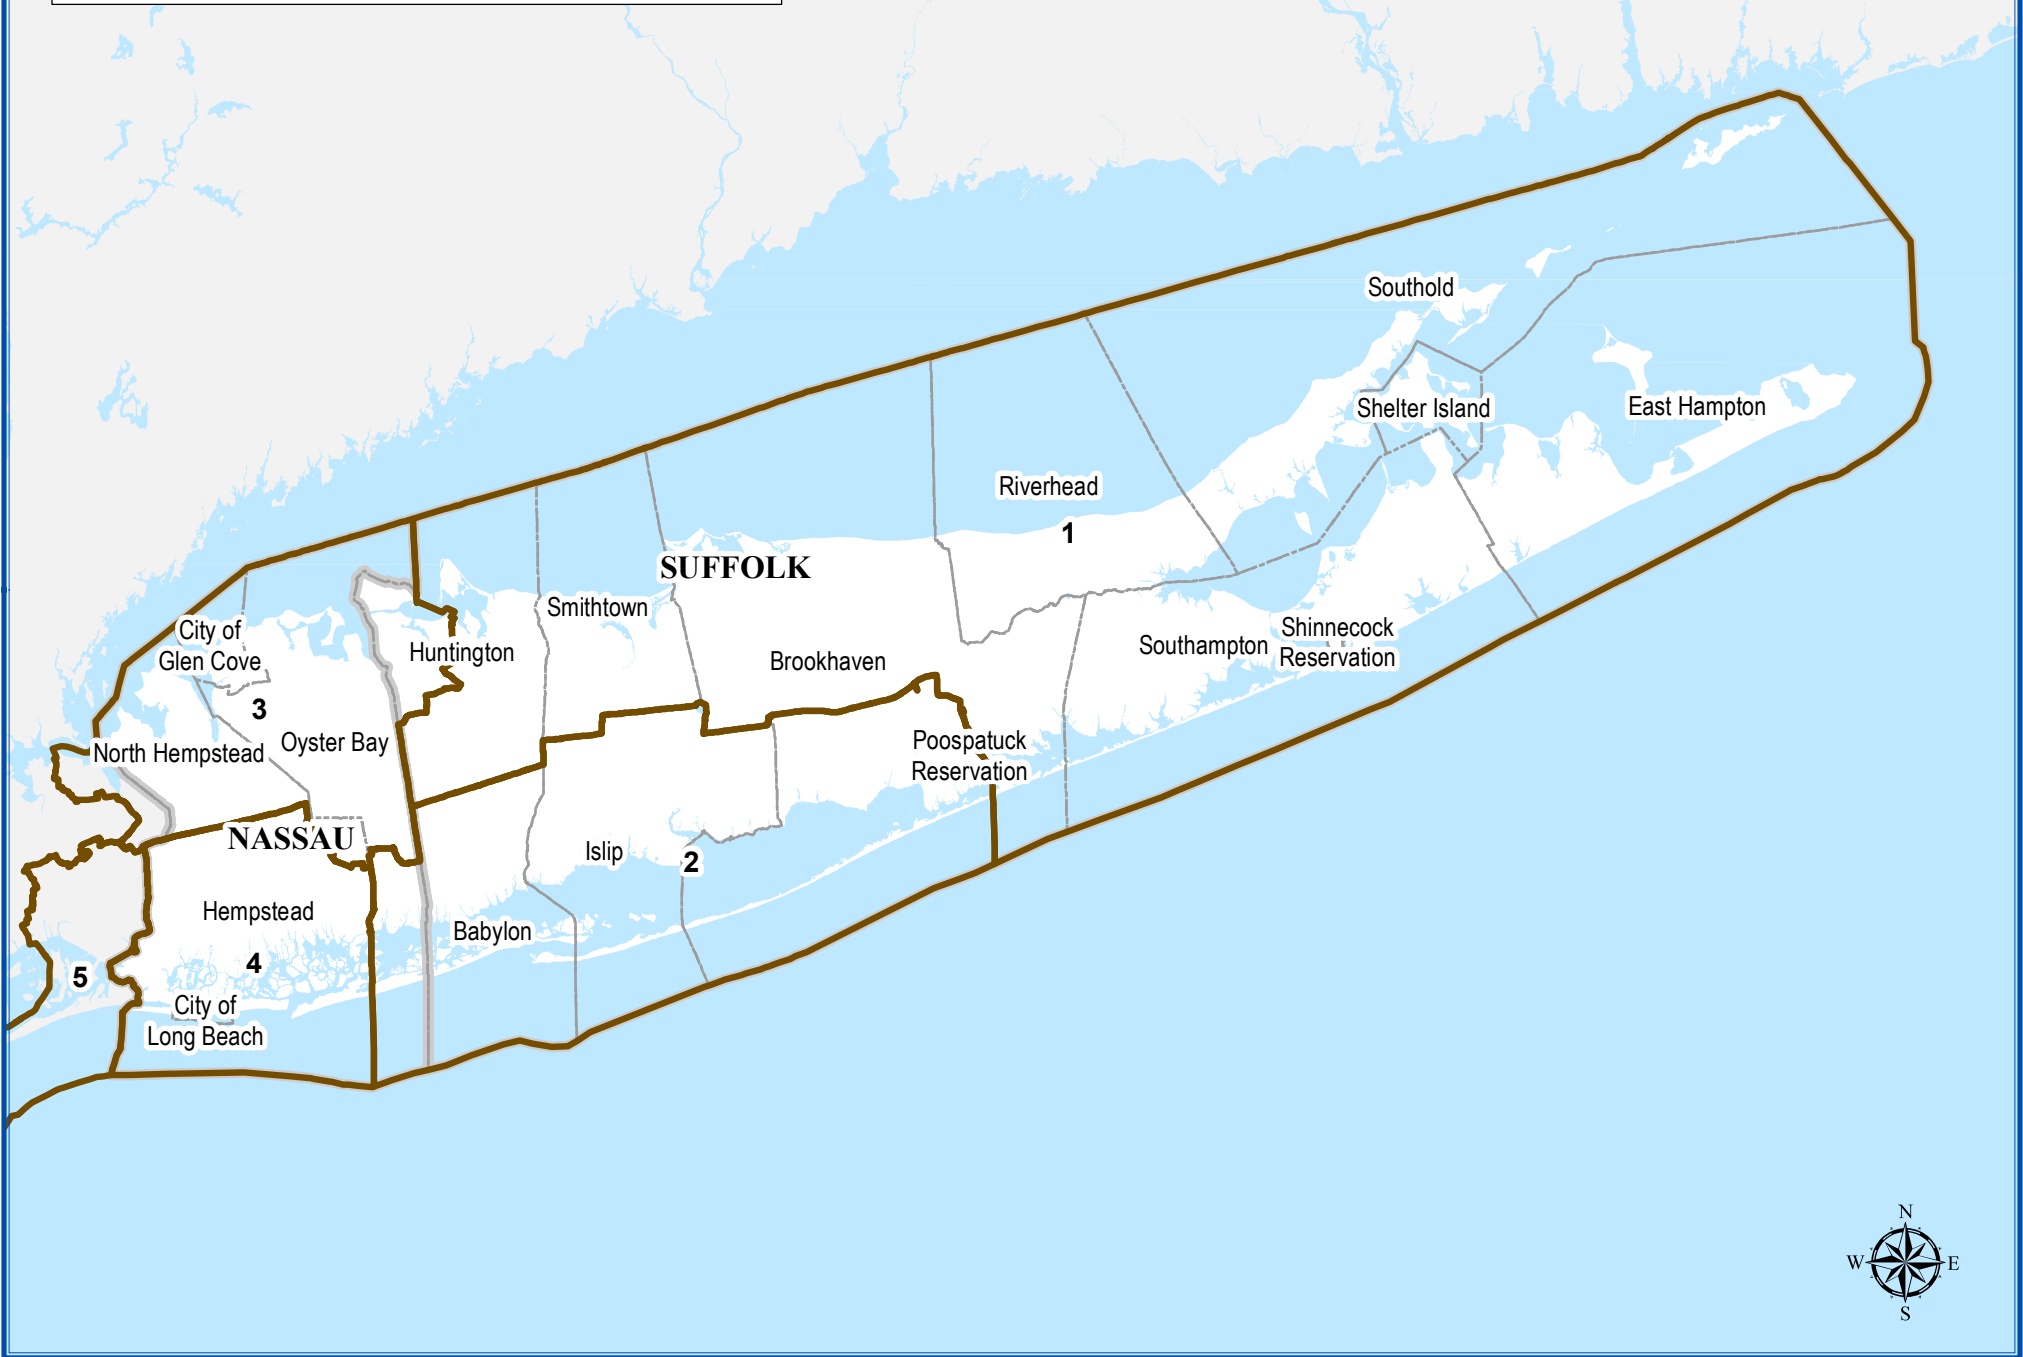 Southold
Shelter Island
East Hampton
Riverhead
1
SUFFOLK
Smithtown
City of
Glen Cove
Huntington
Brookhaven
Southampton
Shinnecock
Reservation
3
North Hempstead
Oyster Bay
Poospatuck
Reservation
NASSAU
Islip
2
Hempstead
Babylon
4
5
City of
Long Beach
N
W
E
S